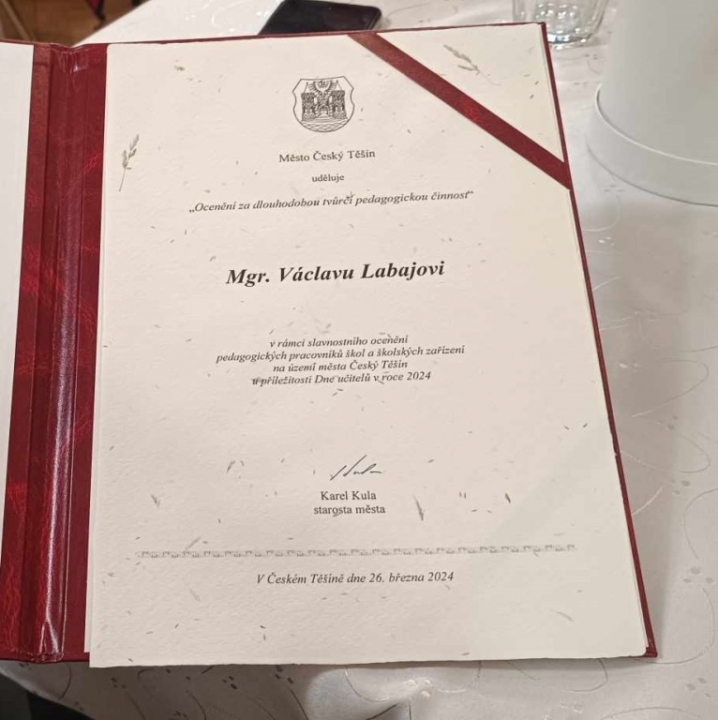 Město Český Těšín
uděluje
„Ocenění za dlouhodobou tvůrčí pedagogickou činnost“
Mgr. Václavu Labajovi
v rámci slavnostního ocenění
pedagogických pracovníků škol a školských zařízení
na území města Český Těšín
u příležitosti Dne učitelů v roce 2024
Karel Kula
starosta města
V Českém Těšíně dne 26. března 2024